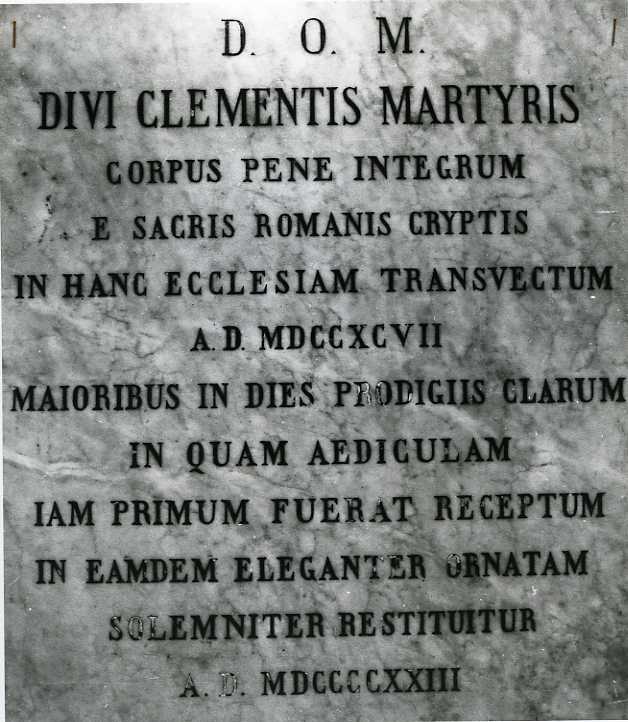 D. O. M.
DIVI CLEMENTIS MARTYRIS
CORPUS PENE INTEGRUM
E SACRIS ROMANIS CRYPTIS
IN HANC ECCLESIAM TRANSVECTUM
A. D. MDCCXCVII
MAIORIBUS IN DIES PRODIGIIS CLARUM
IN QUAM AEDICULAM
IAM PRIMUM FUERAT RECEPTUM
IN EAMDEM ELEGANTER ORNATAM
SOLEMNITER RESTITUITUR
A. D. MDCCCCXXIII